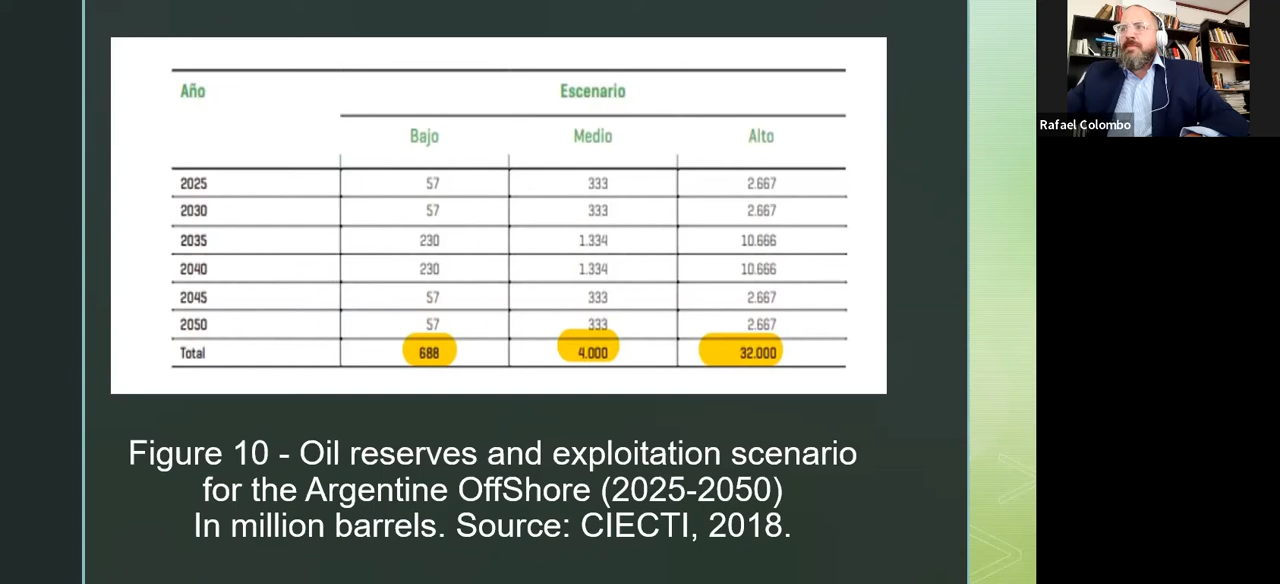 Año Escenario
Bajo Medio Alto
2025 57 333 2.667
2030 57 333 2.667
2035 230 1.334 10.666
2040 230 1.334 10.666
2045 57 333 2.667
2050 57 333 2.667
Total 688 4.000 32.000
Figure 10 - Oil reserves and exploitation scenario
for the Argentine OffShore (2025-2050)
In million barrels. Source: CIECTI, 2018.
Rafael Colombo